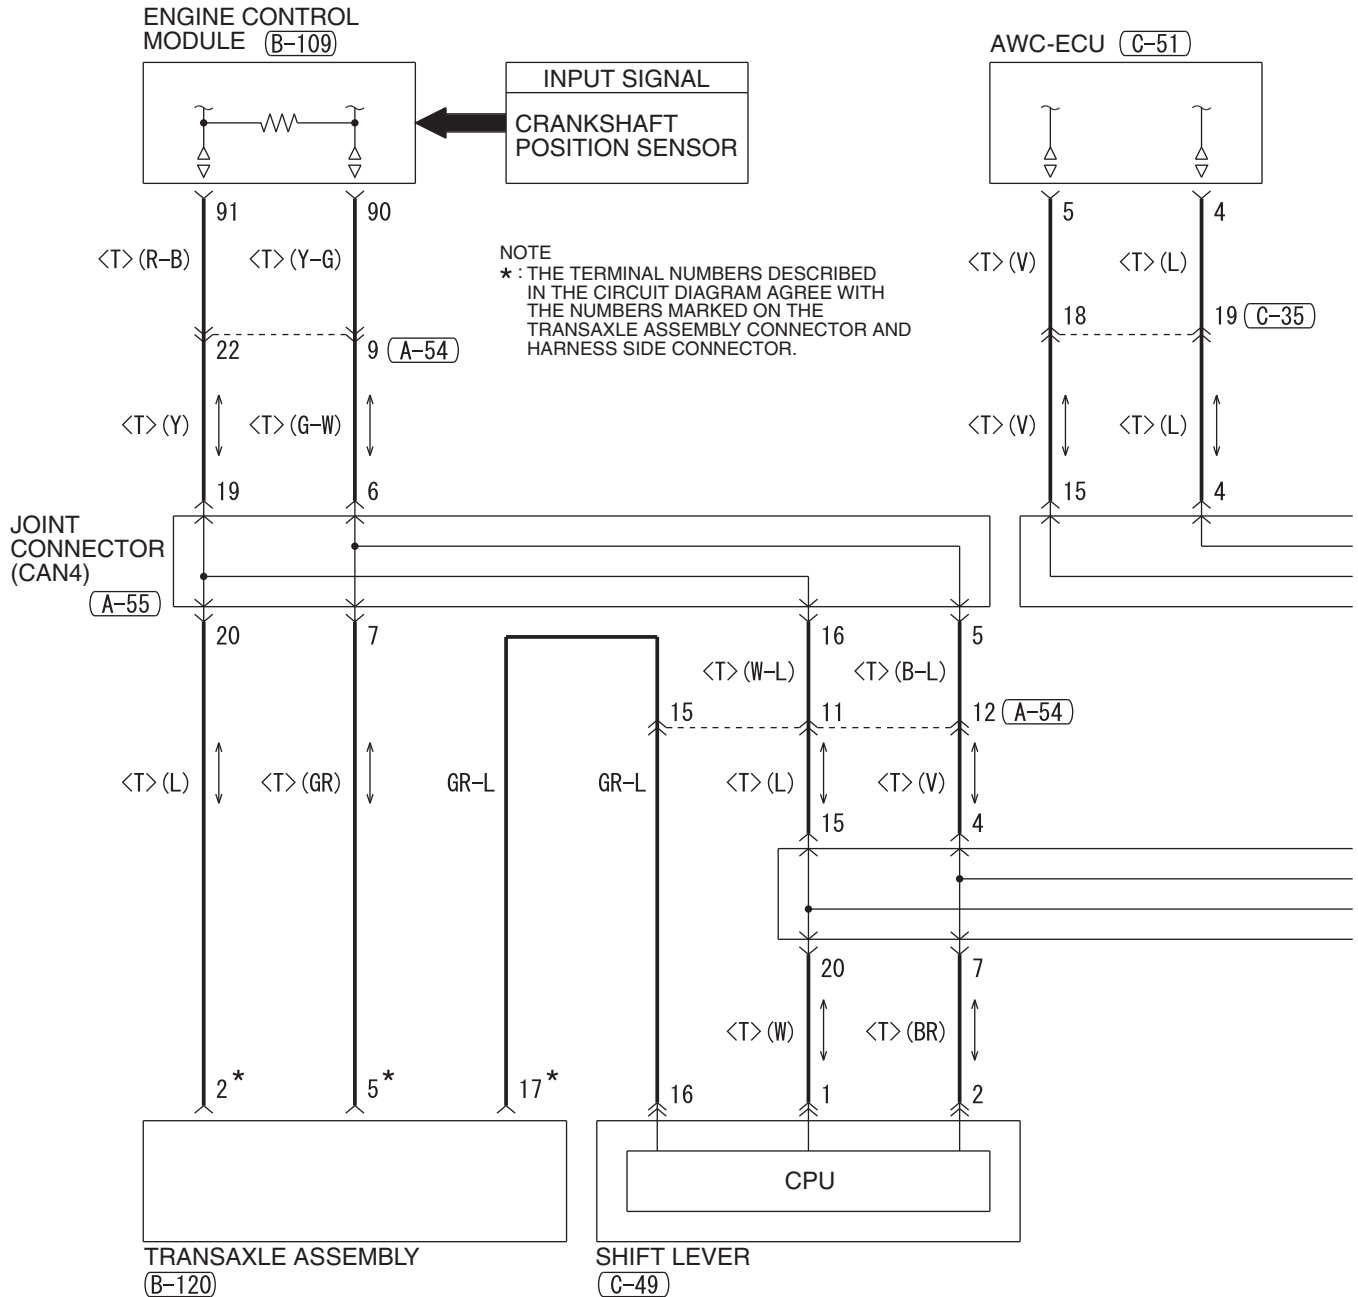 ENGINE CONTROL
MODULE B-109
AWC-ECU C-51
INPUT SIGNAL
CRANKSHAFT
POSITION SENSOR
91 90 5 4
<T>(R-B) <T>(Y-G) <T>(V) <T>(L)
NOTE
* : THE TERMINAL NUMBERS DESCRIBED
IN THE CIRCUIT DIAGRAM AGREE WITH
THE NUMBERS MARKED ON THE
TRANSAXLE ASSEMBLY CONNECTOR AND
HARNESS SIDE CONNECTOR.
22 9 A-54 18 19 C-35
<T>(Y) <T>(G-W) <T>(V) <T>(L)
19 6 15 4
JOINT
CONNECTOR
(CAN4)
A-55
20 7 16 5
<T>(W-L) <T>(B-L)
15 11 12 A-54
<T>(L) <T>(GR) GR-L GR-L <T>(L) <T>(V)
15 4
20 7
<T>(W) <T>(BR)
2* 5* 17* 16 1 2
CPU
TRANSAXLE ASSEMBLY
B-120
SHIFT LEVER
C-49